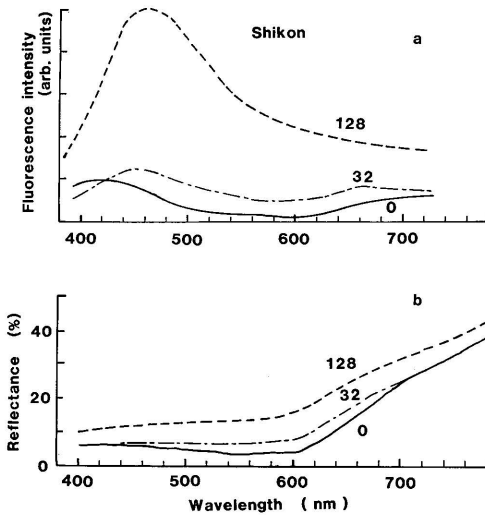 Shikon
a
Fluorescence intensity
(arb. units)
128
32
0
400 500 600 700
b
Reflectance (%)
40
20
0
128
32
0
400 500 600 700
Wavelength (nm)